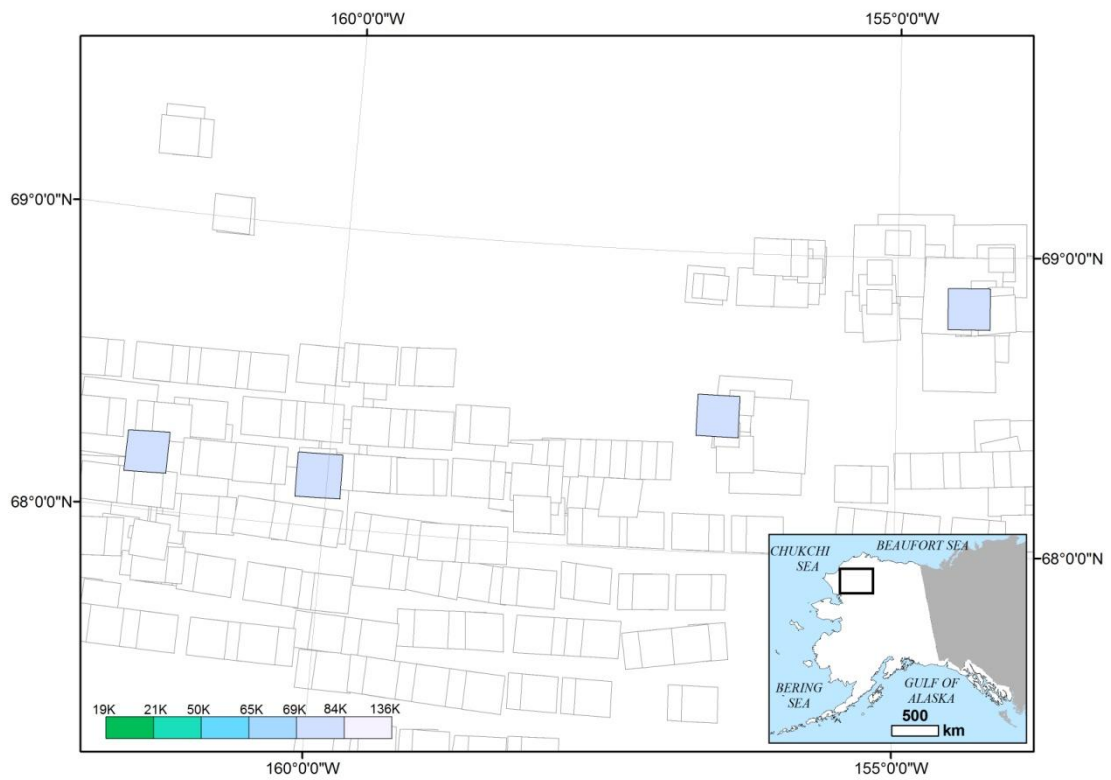 160°0'0"W 155°0'0"W
69°0'0"N
69°0'0"N
68°0'0"N
68°0'0"N
CHUKCHI
SEA
BEAUFORT SEA
BERING
SEA
GULF OF
ALASKA
500
km
19K 21K 50K 65K 69K 84K 136K
160°0'0"W 155°0'0"W